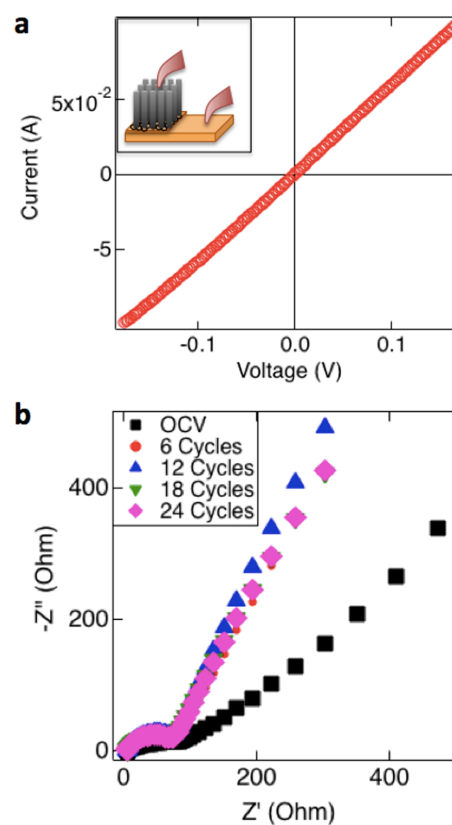 a
5x10-2
0
-5
Current (A)
-0.1 0.0 0.1
Voltage (V)
b
OCV
6 Cycles
12 Cycles
18 Cycles
24 Cycles
400
200
0
-Z" (Ohm)
0 200 400
Z' (Ohm)